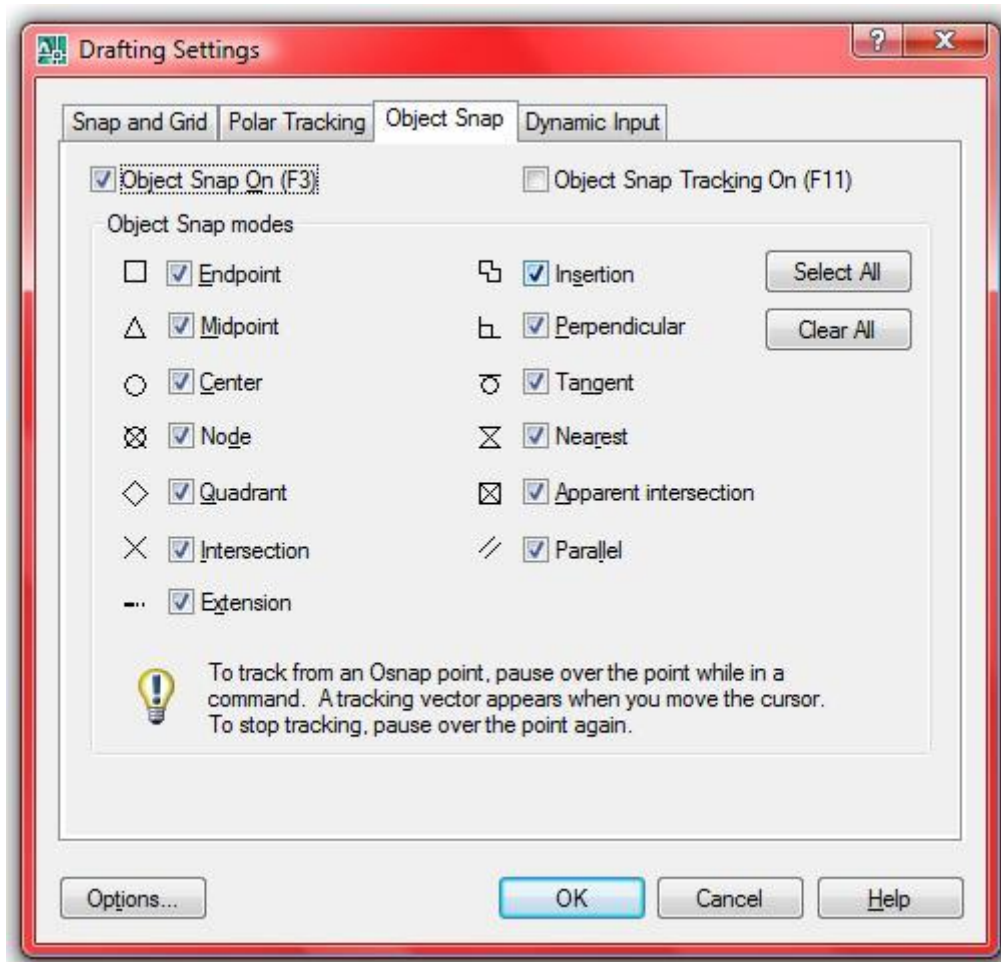 Drafting Settings
Snap and Grid Polar Tracking Object Snap Dynamic Input
Object Snap On (F3) Object Snap Tracking On (F11)
Object Snap modes
Endpoint Insertion Select All
Midpoint Perpendicular Clear All
Center Tangent
Node Nearest
Quadrant Apparent intersection
Intersection Parallel
Extension
To track from an Osnap point, pause over the point while in a
command. A tracking vector appears when you move the cursor.
To stop tracking, pause over the point again.
Options... OK Cancel Help